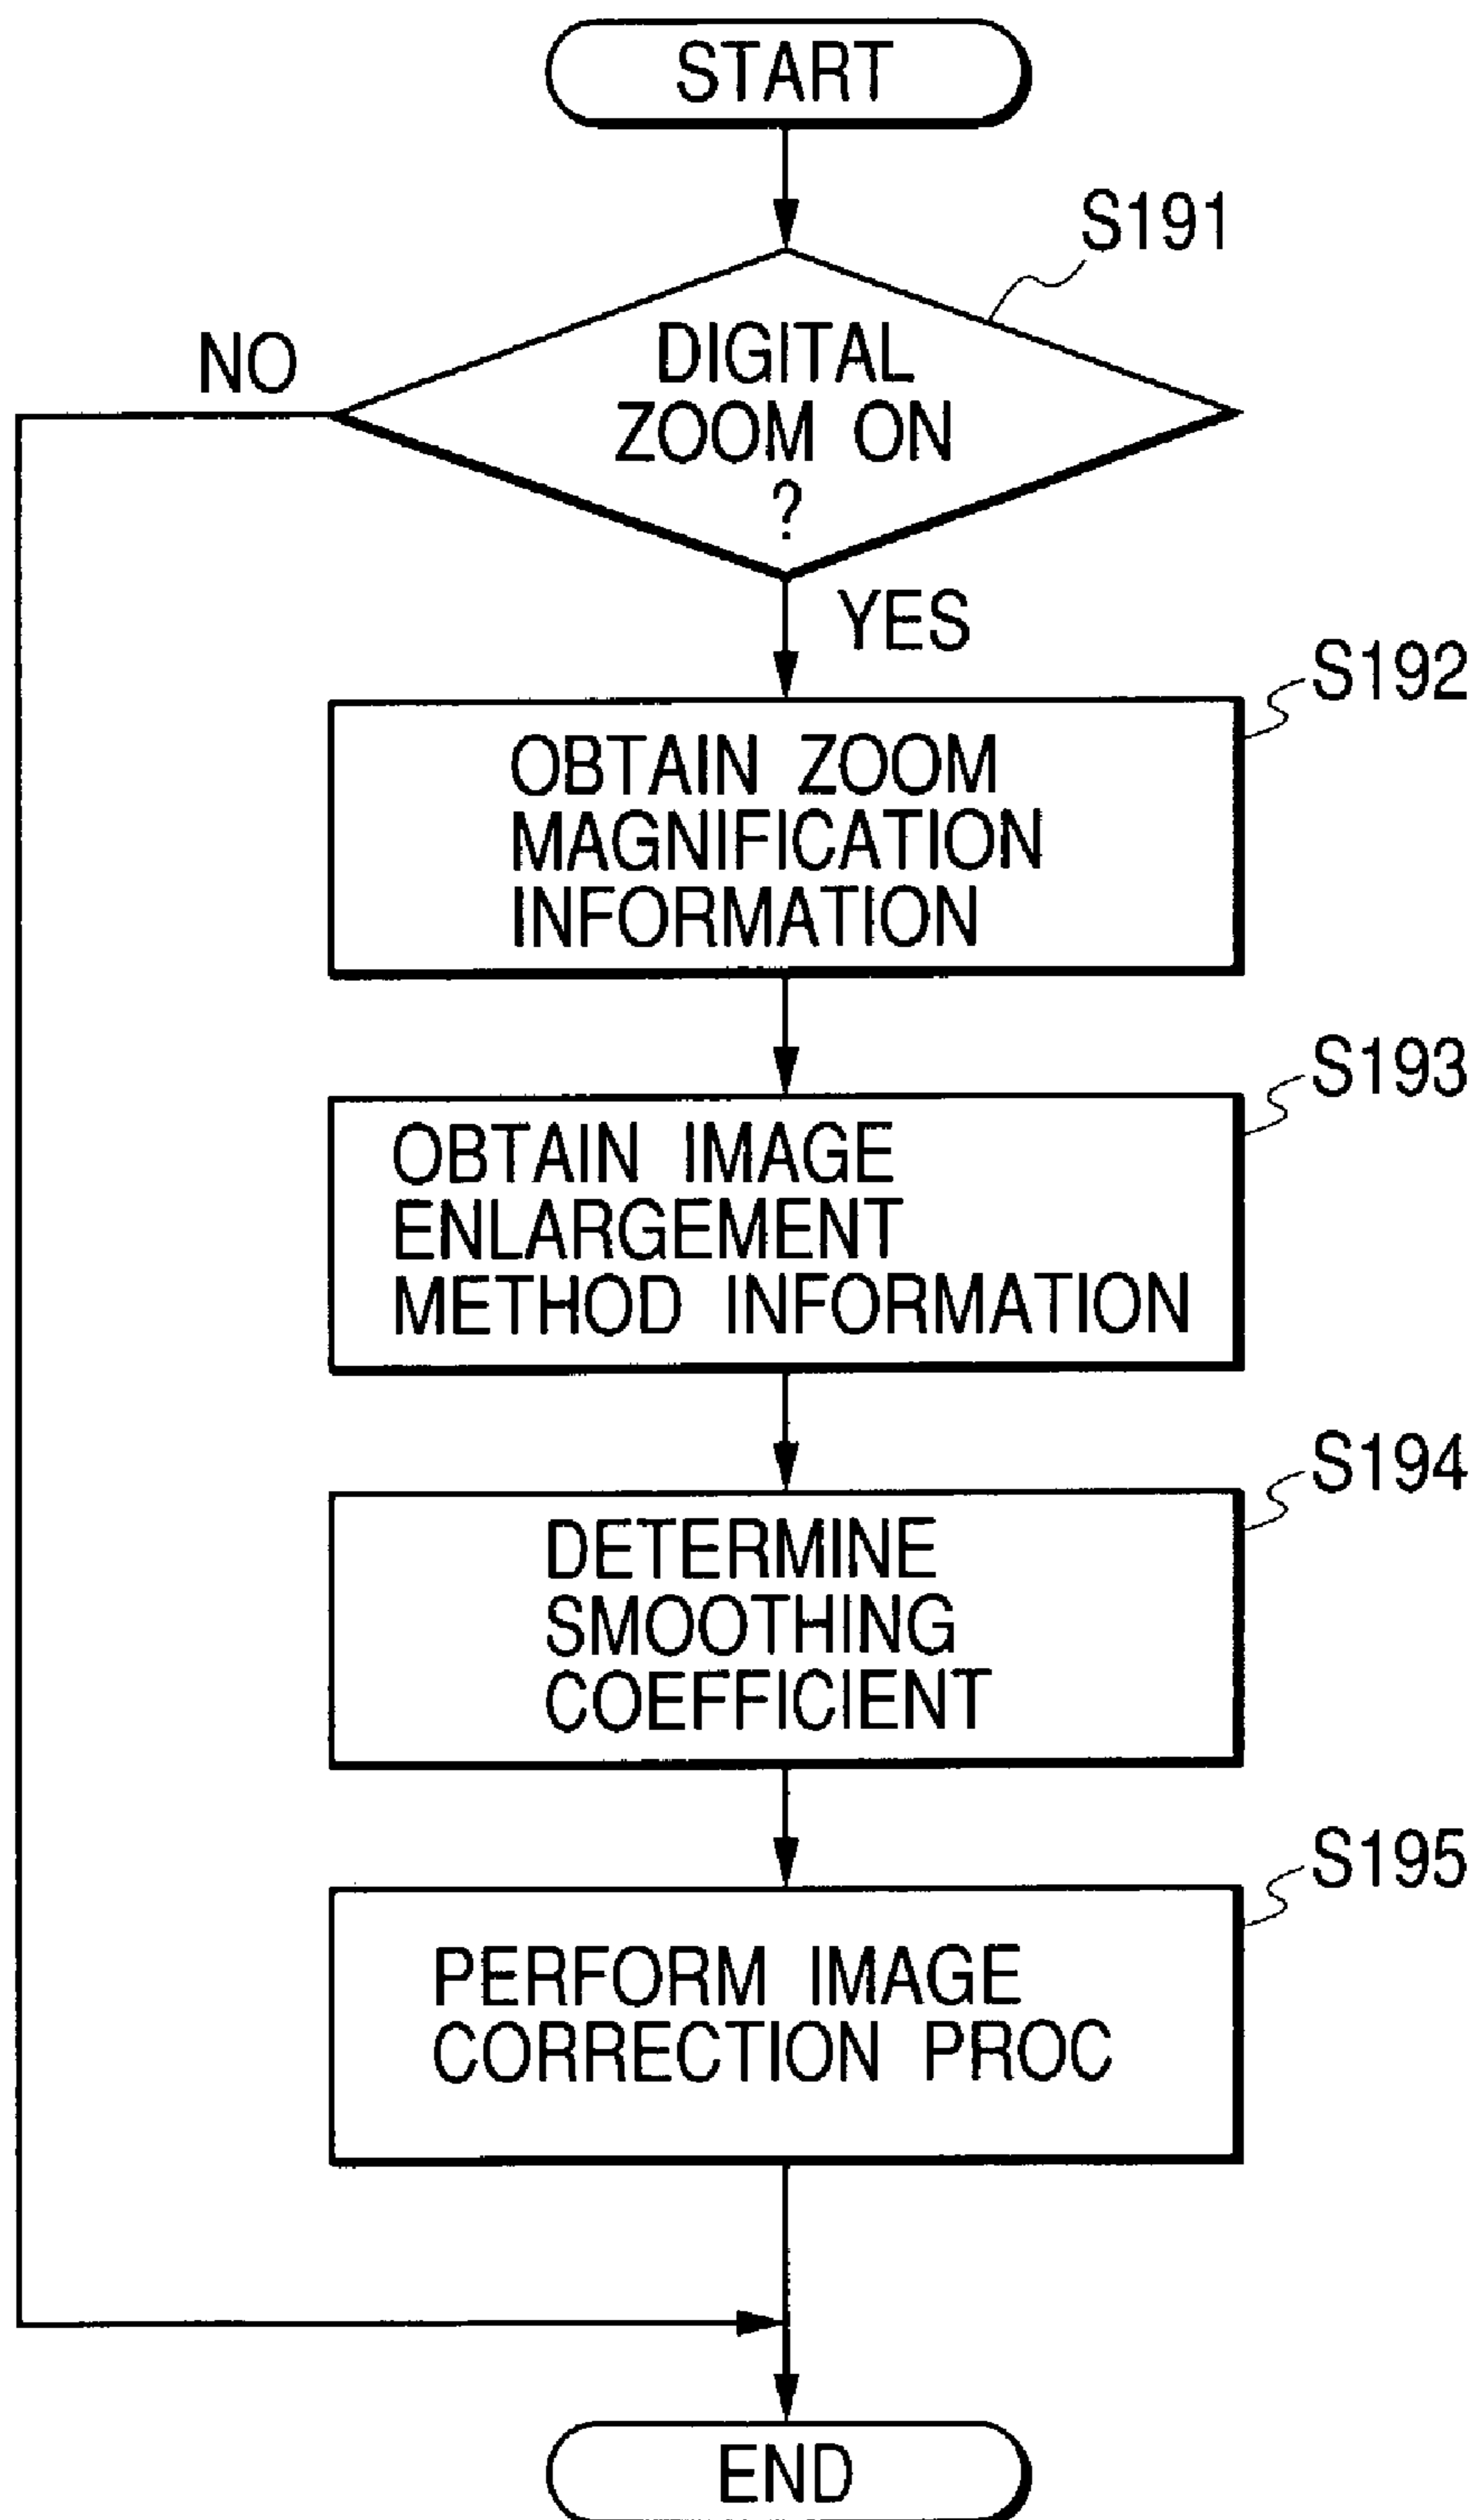 START
S191
NO
DIGITAL
ZOOM ON
?
YES
S192
OBTAIN ZOOM
MAGNIFICATION
INFORMATION
S193
OBTAIN IMAGE
ENLARGEMENT
METHOD INFORMATION
S194
DETERMINE
SMOOTHING
COEFFICIENT
S195
PERFORM IMAGE
CORRECTION PROC
END